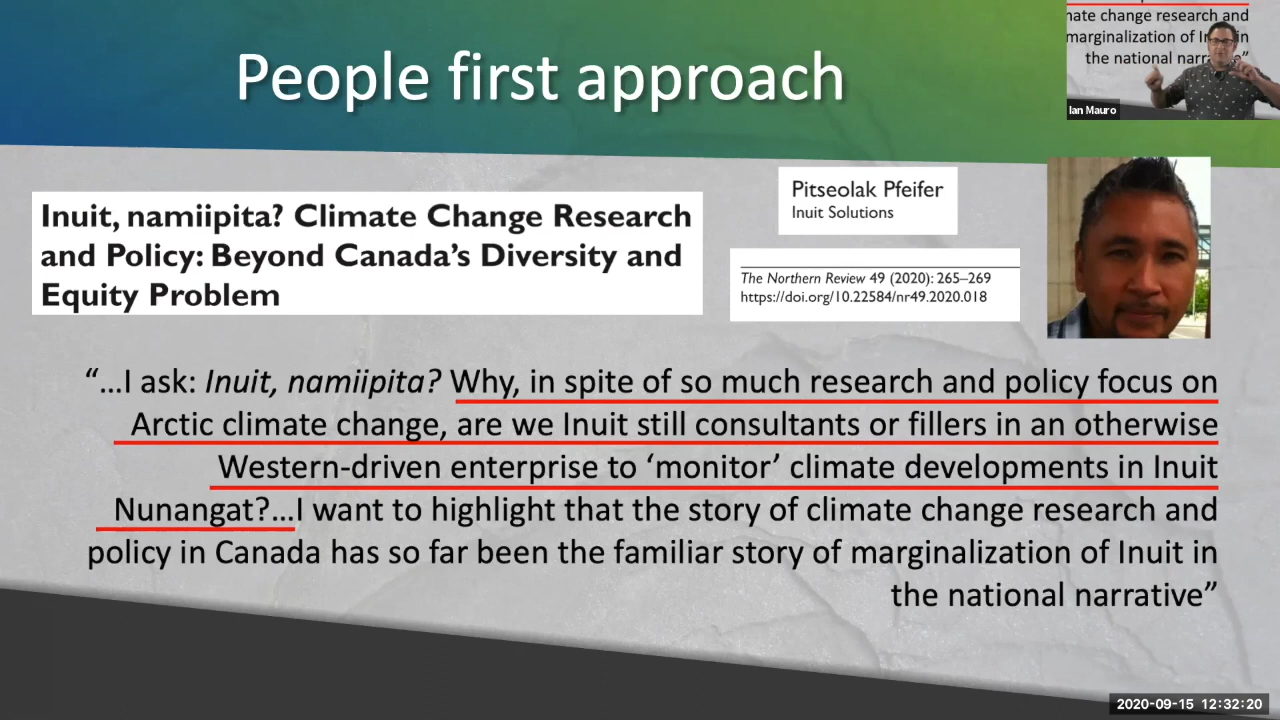 People first approach
nate change research and
marginalization of In in
the national narr e”
Ian Mauro
Inuit, namiipita? Climate Change Research
and Policy: Beyond Canada’s Diversity and
Equity Problem
Pitseolak Pfeifer
Inuit Solutions
The Northern Review 49 (2020): 265–269
https://doi.org/10.22584/nr49.2020.018
“…I ask: Inuit, namiipita? Why, in spite of so much research and policy focus on
Arctic climate change, are we Inuit still consultants or fillers in an otherwise
Western-driven enterprise to ‘monitor’ climate developments in Inuit
Nunangat?...I want to highlight that the story of climate change research and
policy in Canada has so far been the familiar story of marginalization of Inuit in
the national narrative”
2020-09-15 12:32:20